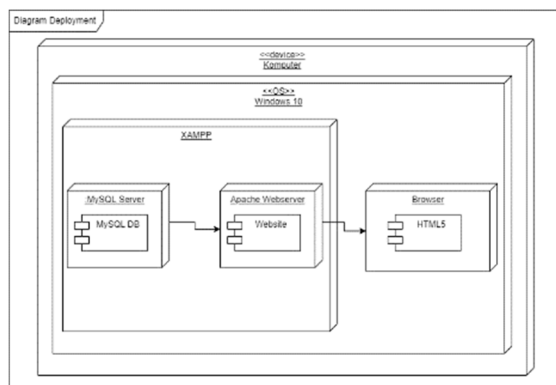 Diagram Deployment
<<device>>
Komputer
<<OS>>
Windows 10
XAMPP
MySQL Server
MySQL DB
Apache Webserver
Website
Browser
HTML5